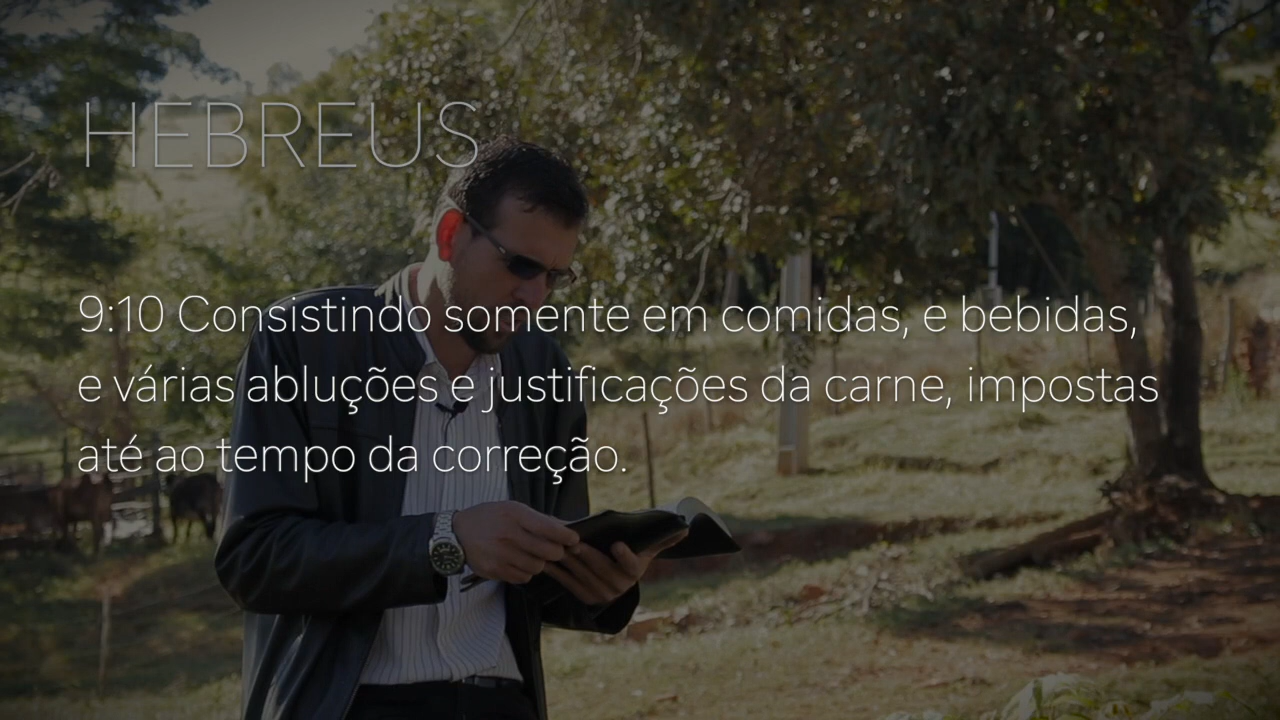 HEBREUS
9:10 Consistindo somente em comidas, e bebidas,
e várias abluções e justificações da carne, impostas
até ao tempo da correção.